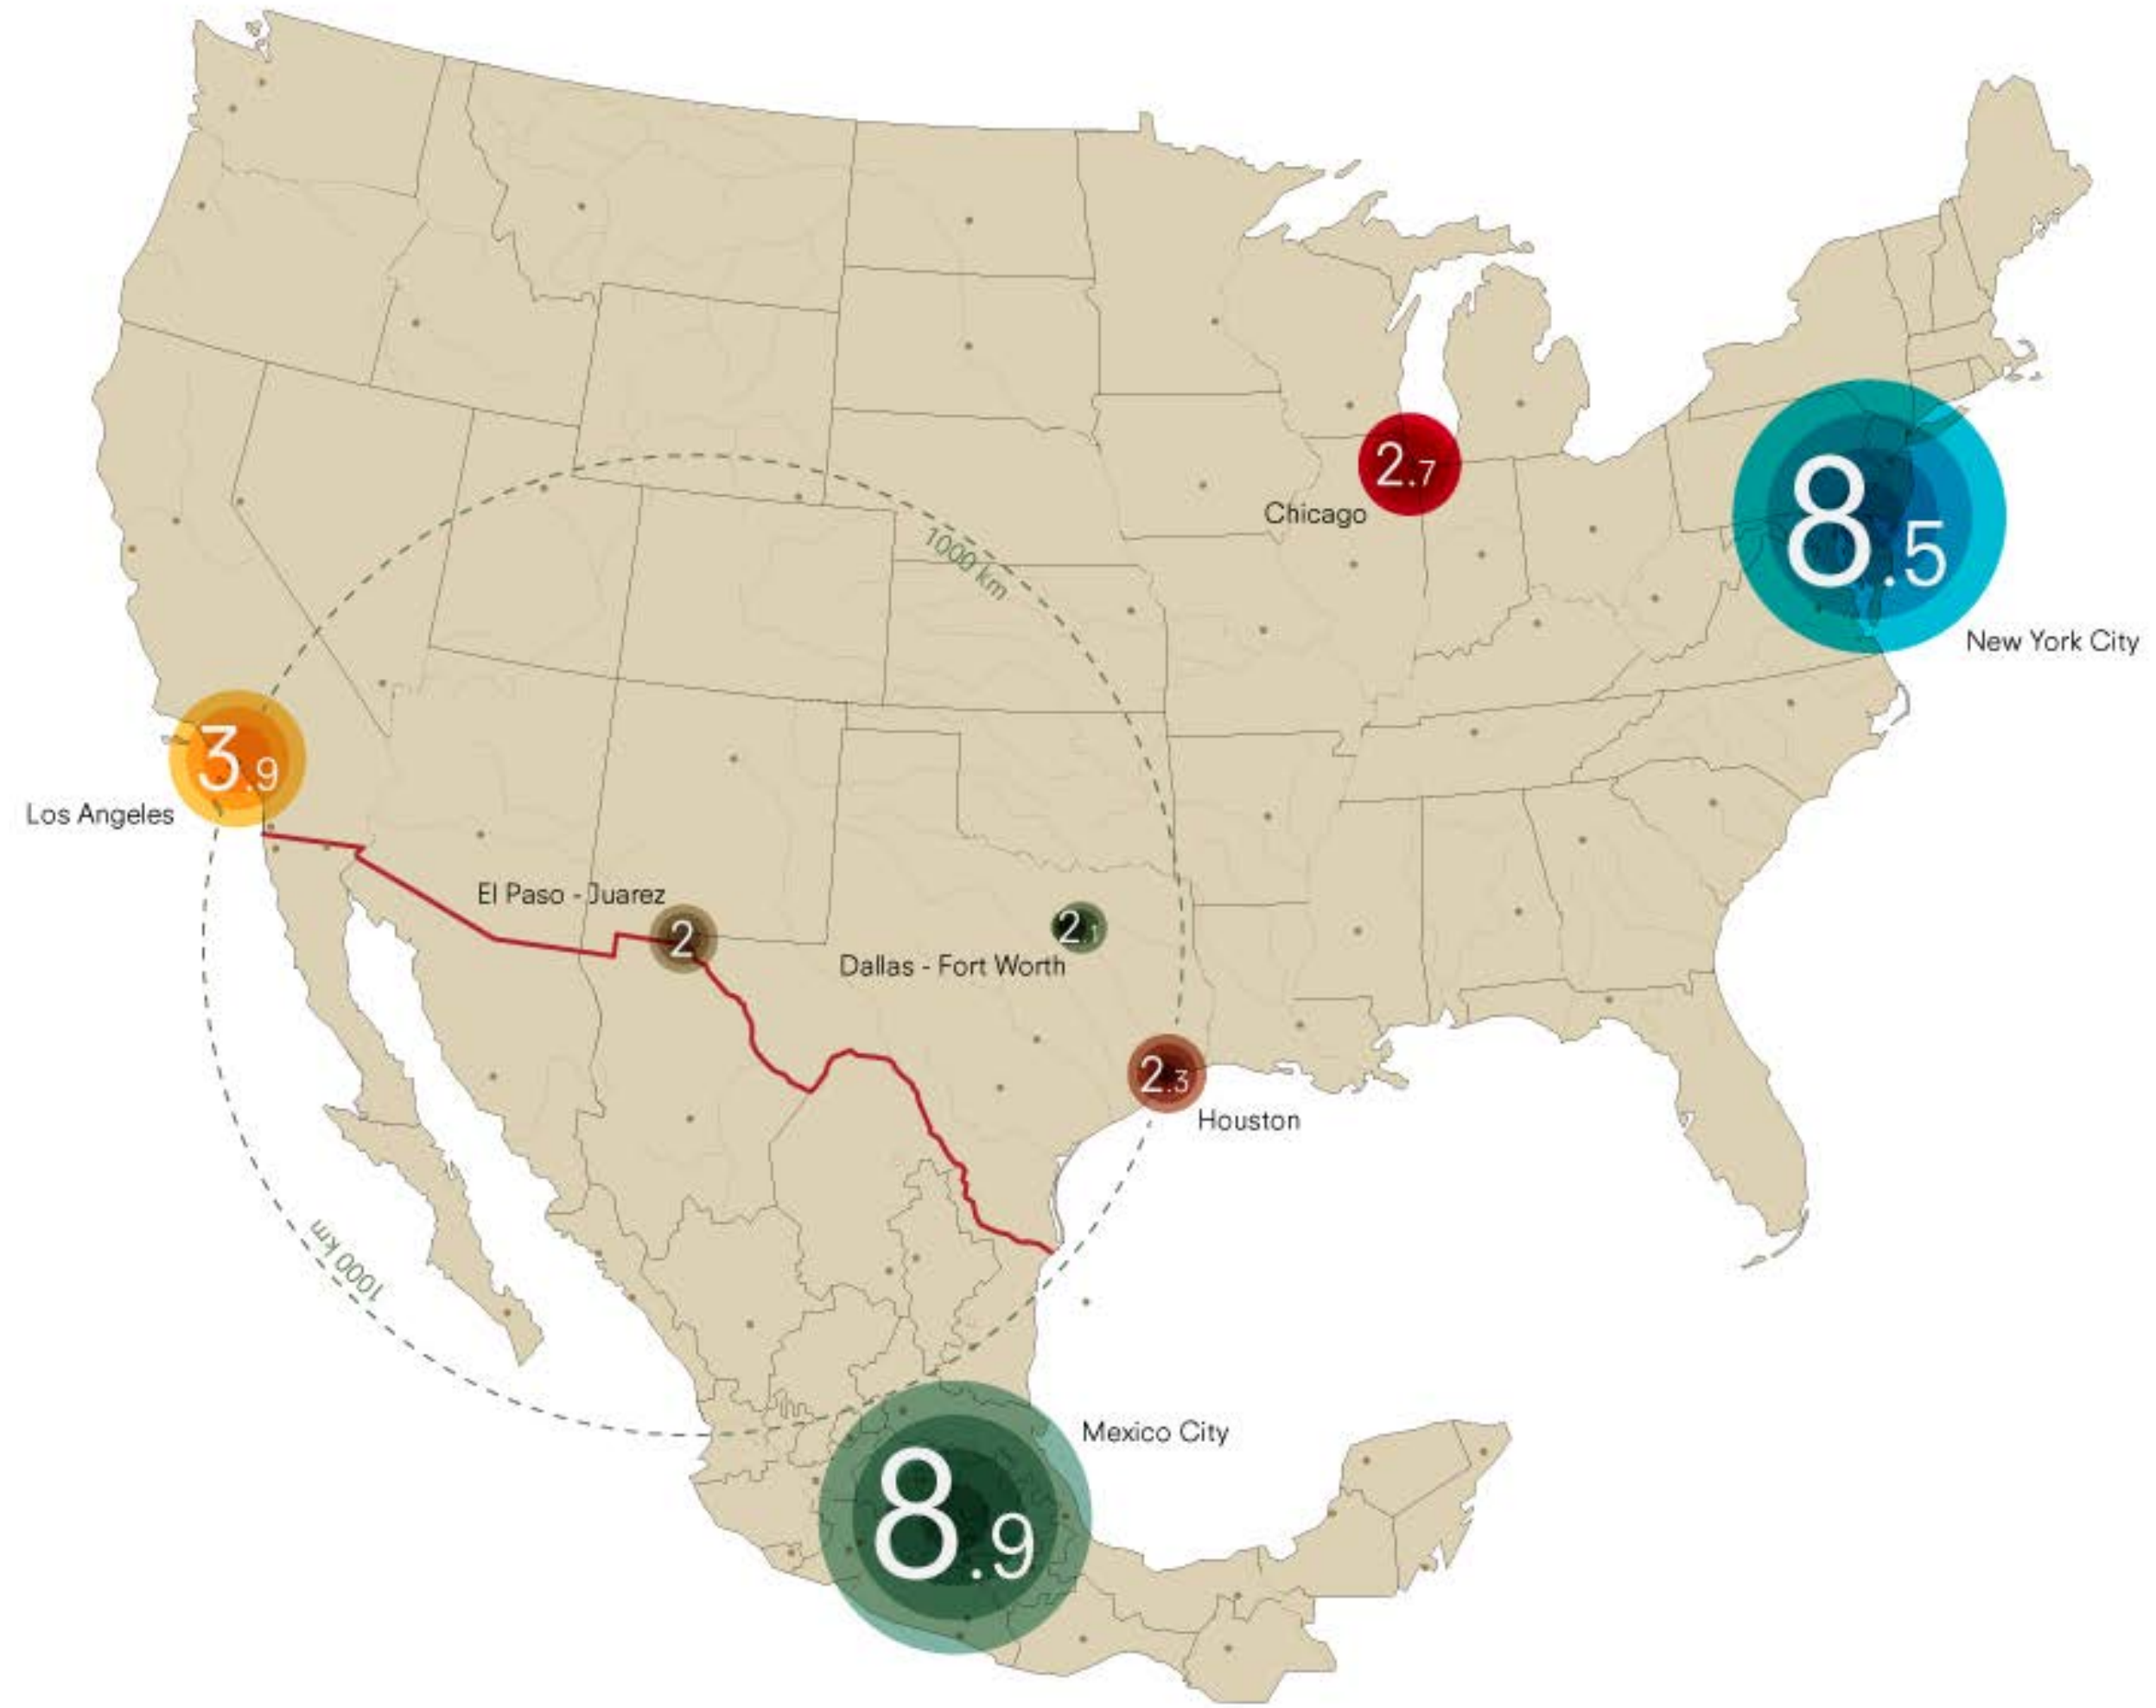 2.7
Chicago
8.5
New York City
1000 km
3.9
Los Angeles
El Paso - Juarez
2
2.1
Dallas - Fort Worth
2.3
Houston
1000 km
Mexico City
8.9